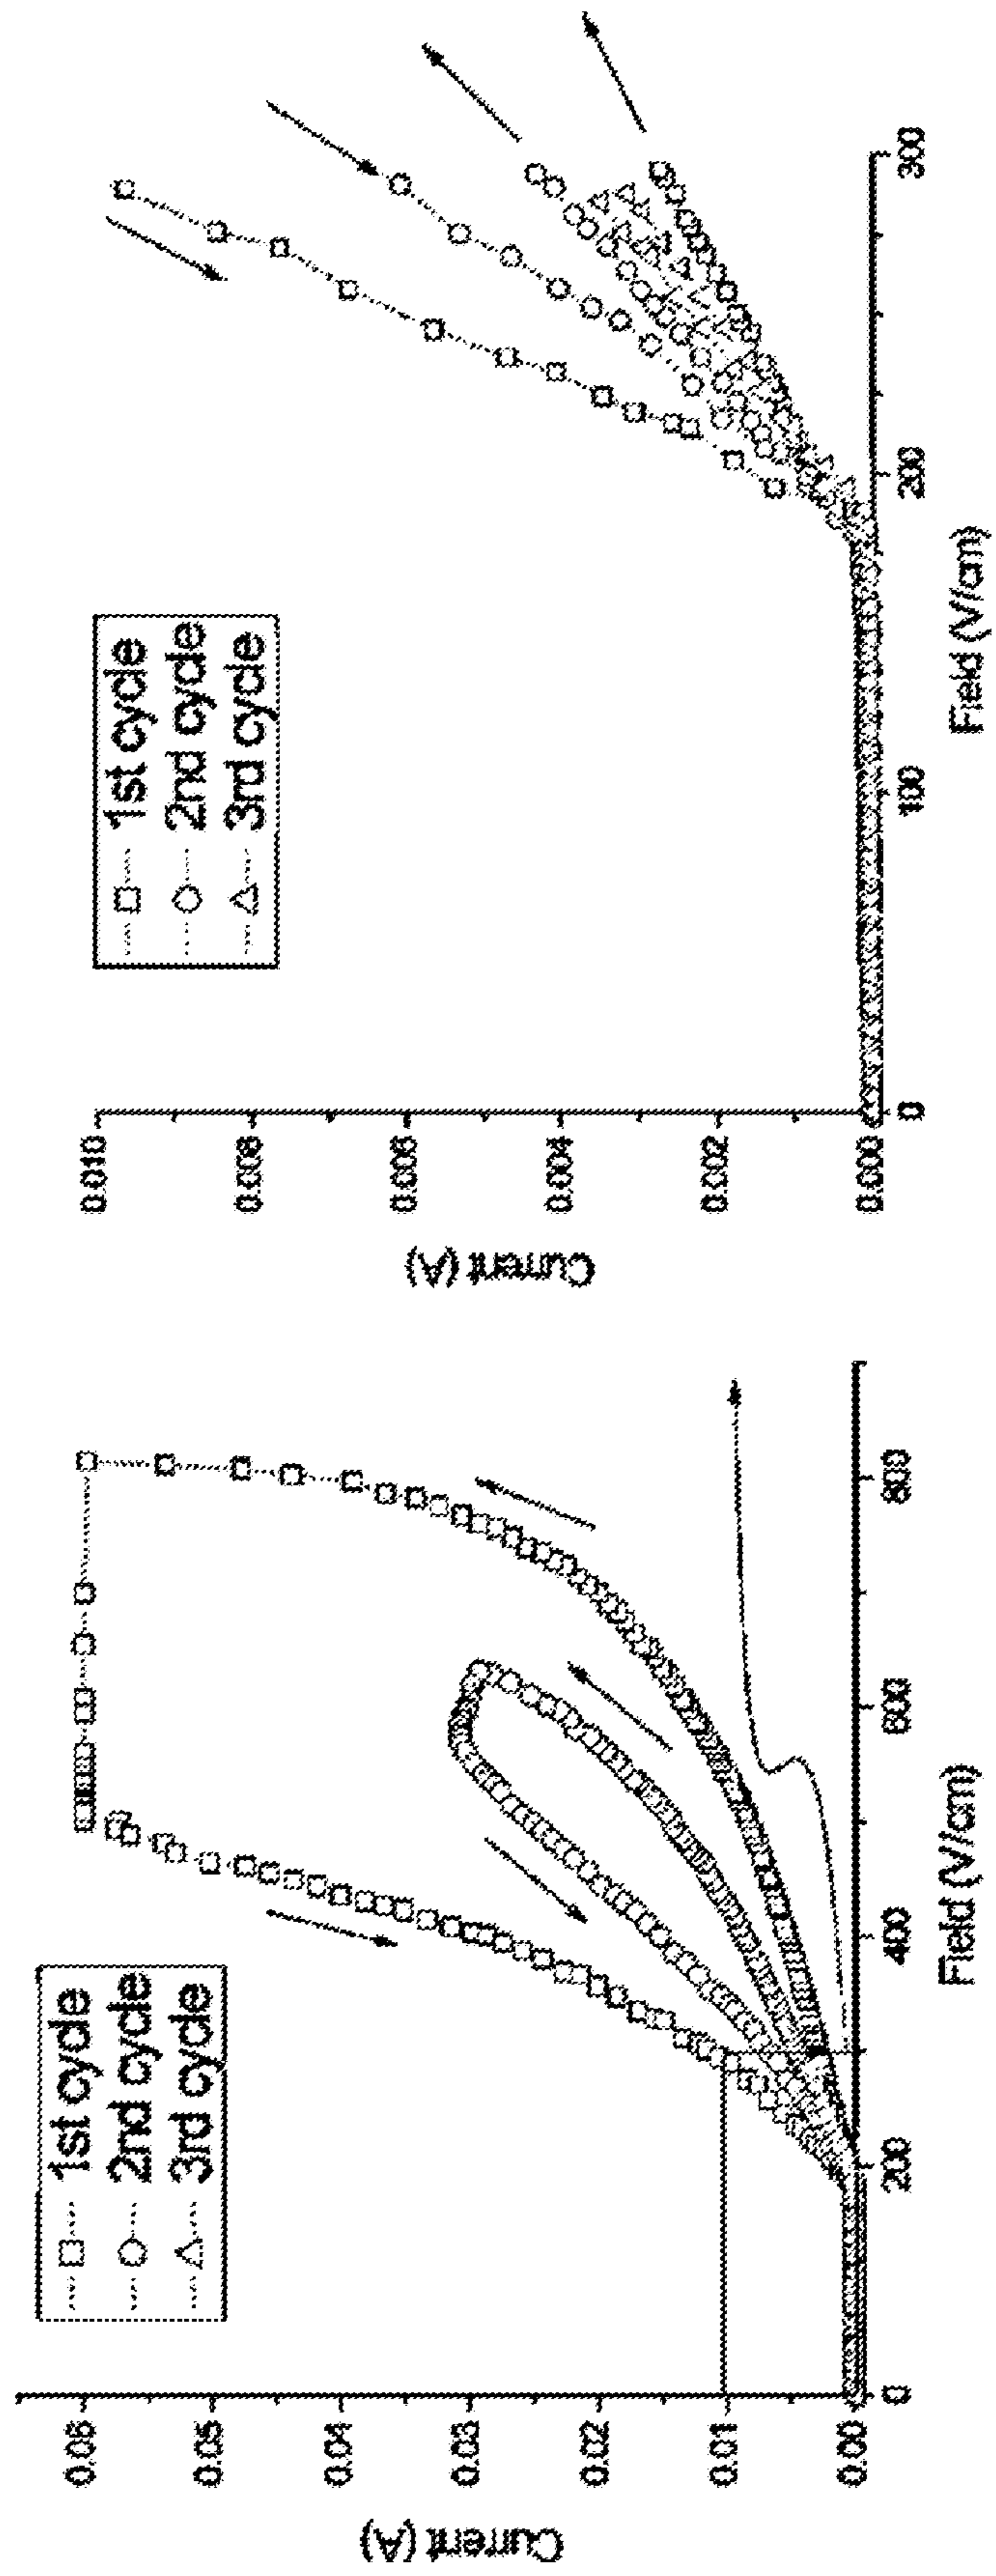 1st cycle
2nd cycle
3rd cycle
Current (A)
0.06
0.05
0.04
0.03
0.02
0.01
0.00
0
200
400
600
800
Field (V/cm)
1st cycle
2nd cycle
3rd cycle
Current (A)
0.010
0.008
0.006
0.004
0.002
0.000
0
100
200
300
Field (V/cm)